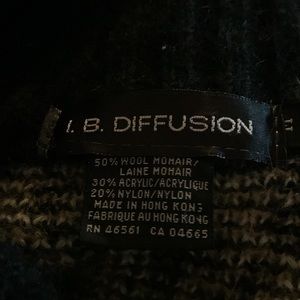 I. B. DIFFUSION
50% WOOL MOHAIR/
LAINE MOHAIR
30% ACRYLIC/ACRYLIQUE
20% NYLON/NYLON
MADE IN HONG KONG
FABRIQUE AU HONG KONG
RN 46561 CA 04665